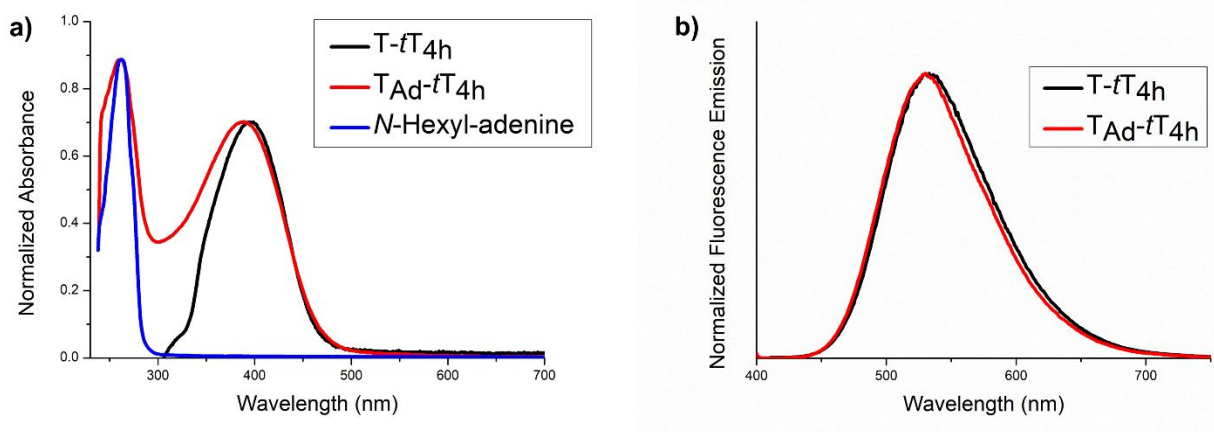 a)
Normalized Absorbance
1.0
0.8
0.6
0.4
0.2
0.0
300 400 500 600 700
Wavelength (nm)
T-tT4h
TAd-tT4h
N-Hexyl-adenine
b)
Normalized Fluorescence Emission
400 500 600 700
Wavelength (nm)
T-tT4h
TAd-tT4h